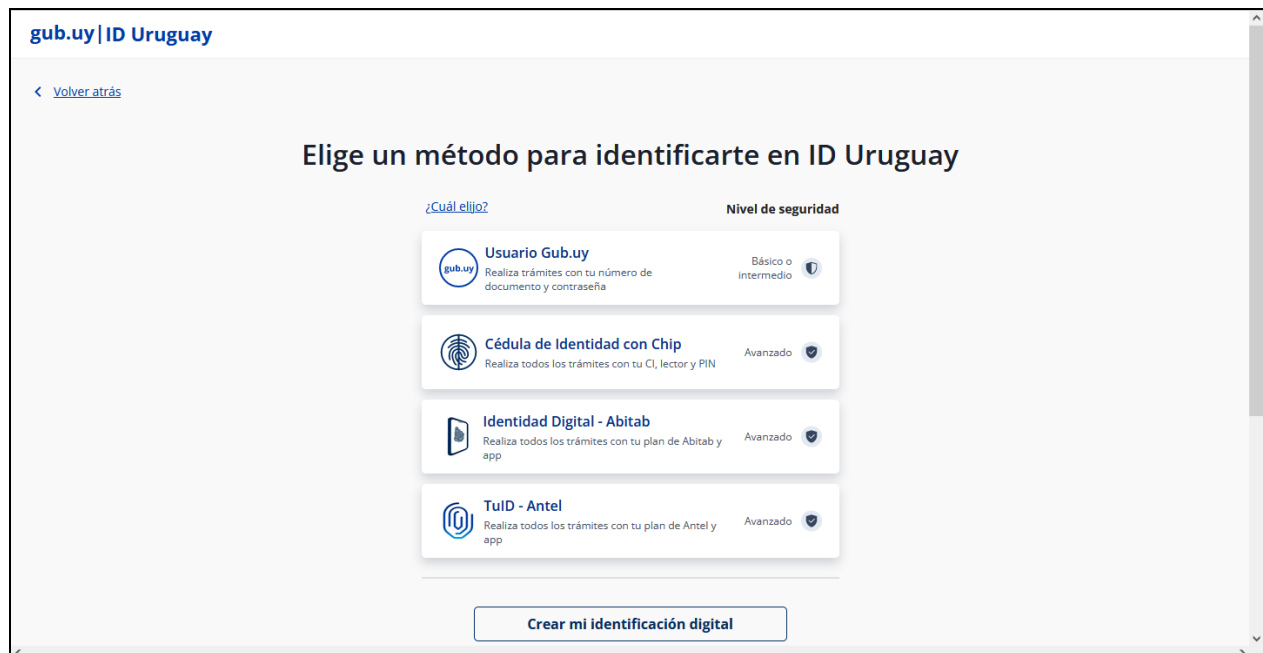 gub.uy|ID Uruguay
Volver atrás
Elige un método para identificarte en ID Uruguay
¿Cuál elijo?
Nivel de seguridad
gub.uy
Usuario Gub.uy
Realiza trámites con tu número de
documento y contraseña
Básico o
intermedio
Cédula de Identidad con Chip
Realiza todos los trámites con tu CI, lector y PIN
Avanzado
Identidad Digital - Abitab
Realiza todos los trámites con tu plan de Abitab y
app
Avanzado
TuID - Antel
Realiza todos los trámites con tu plan de Antel y
app
Avanzado
Crear mi identificación digital